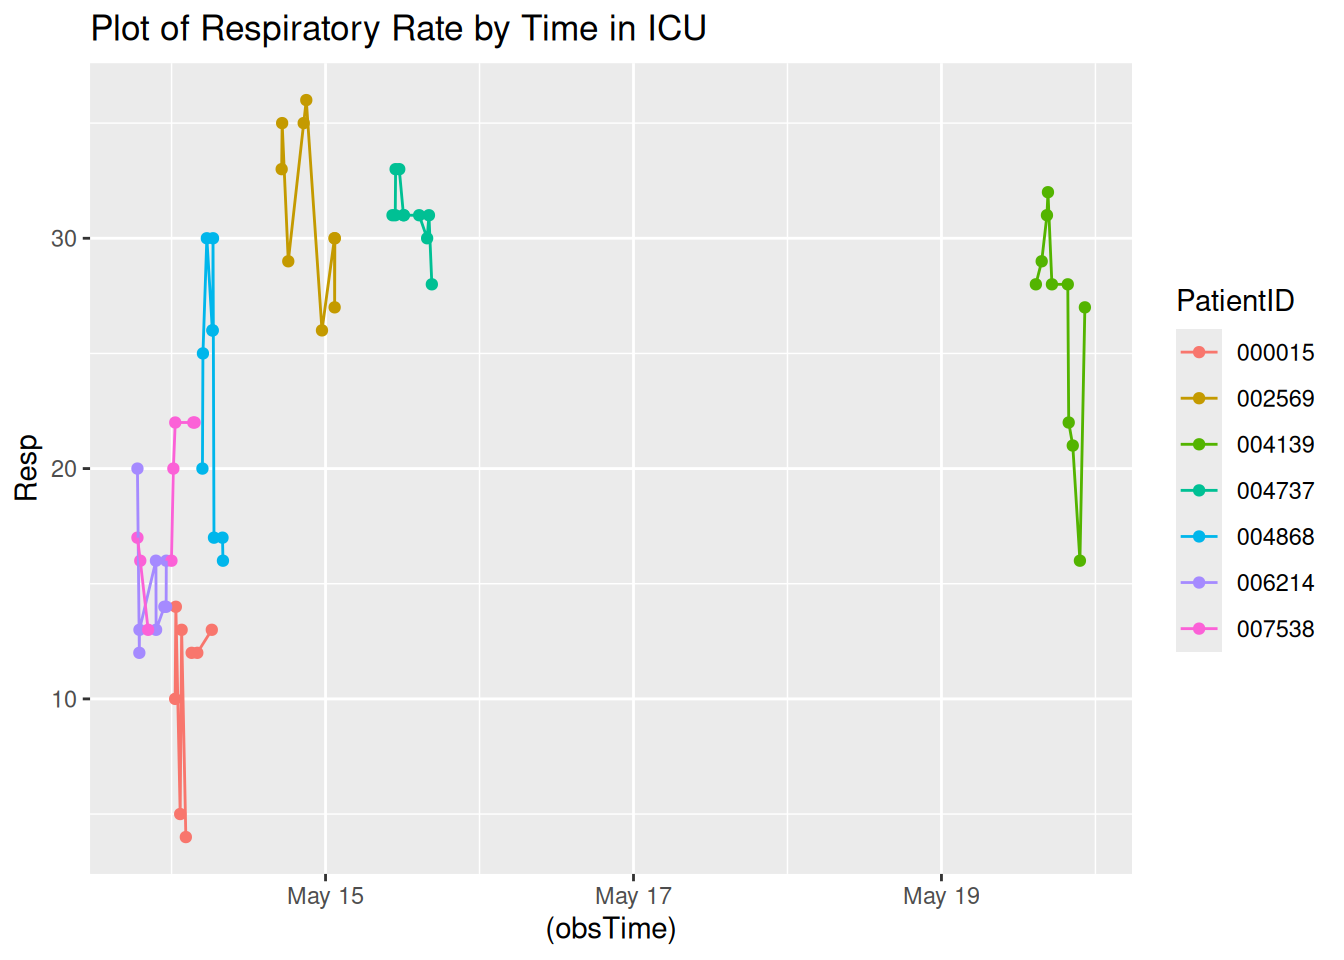 Plot of Respiratory Rate by Time in ICU
30
20
10
Resp
May 15
May 17
May 19
(obsTime)
PatientID
000015
002569
004139
004737
004868
006214
007538